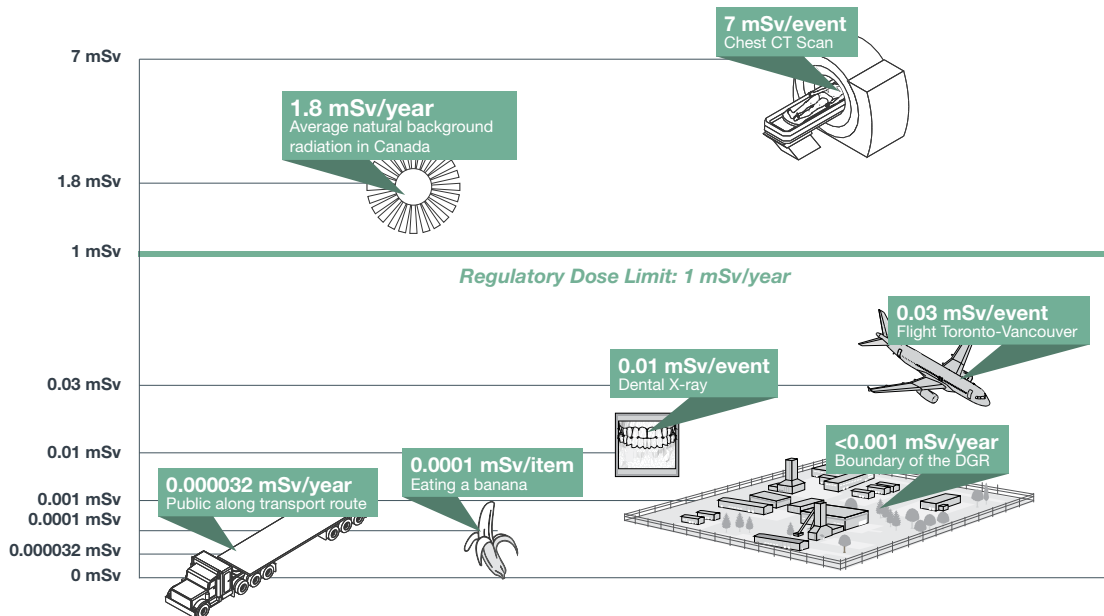 7 mSv/event
Chest CT Scan
7 mSv
1.8 mSv/year
Average natural background
radiation in Canada
1.8 mSv
1 mSv
Regulatory Dose Limit: 1 mSv/year
0.03 mSv/event
Flight Toronto-Vancouver
0.01 mSv/event
Dental X-ray
0.03 mSv
<0.001 mSv/year
Boundary of the DGR
0.01 mSv
0.0001 mSv/item
Eating a banana
0.000032 mSv/year
Public along transport route
0.001 mSv
0.0001 mSv
0.000032 mSv
0 mSv